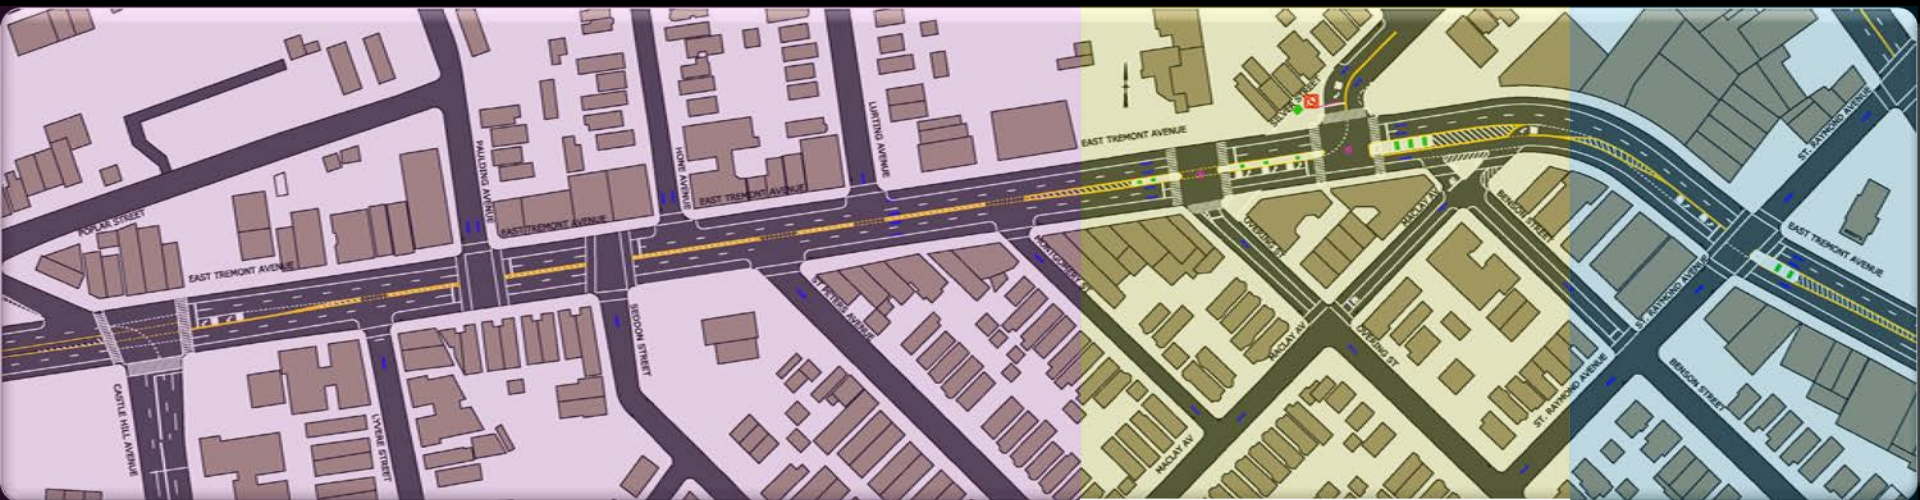 POPLAR STREET
EAST TREMONT AVENUE
CASTLE HILL AVENUE
LYVERE STREET
PAULDING AVENUE
EAST TREMONT AVENUE
SEDDON STREET
HONE AVENUE
EAST TREMONT AVENUE
LURTING AVENUE
ST PETERS AVENUE
MONTGOMERY ST
EAST TREMONT AVENUE
SILVER STREET
OVERING ST
MACLAY AV
BENSON STREET
MACLAY AV
OVERING ST
MACLAY AV
ST. RAYMOND AVENUE
EAST TREMONT AVENUE
ST. RAYMOND AVENUE
ST. RAYMOND AVENUE
BENSON STREET